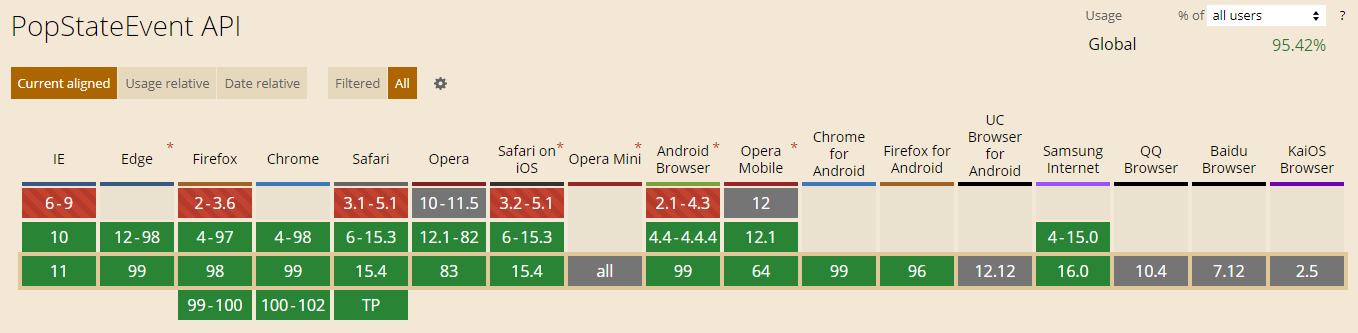 PopStateEvent API
Usage % of all users ?
Global 95.42%
Current aligned Usage relative Date relative Filtered All
IE Edge * Firefox Chrome Safari Opera Safari on iOS * Opera Mini Android Browser * Opera Mobile * Chrome for Android Firefox for Android UC Browser for Android Samsung Internet QQ Browser Baidu Browser KaiOS Browser
6-9 2-3.6 3.1-5.1 10-11.5 3.2-5.1 2.1-4.3 12
10 12-98 4-97 4-98 6-15.3 12.1-82 6-15.3 4.4-4.4.4 12.1 4-15.0
11 99 98 99 15.4 83 15.4 all 99 64 99 96 12.12 16.0 10.4 7.12 2.5
99-100 100-102 TP